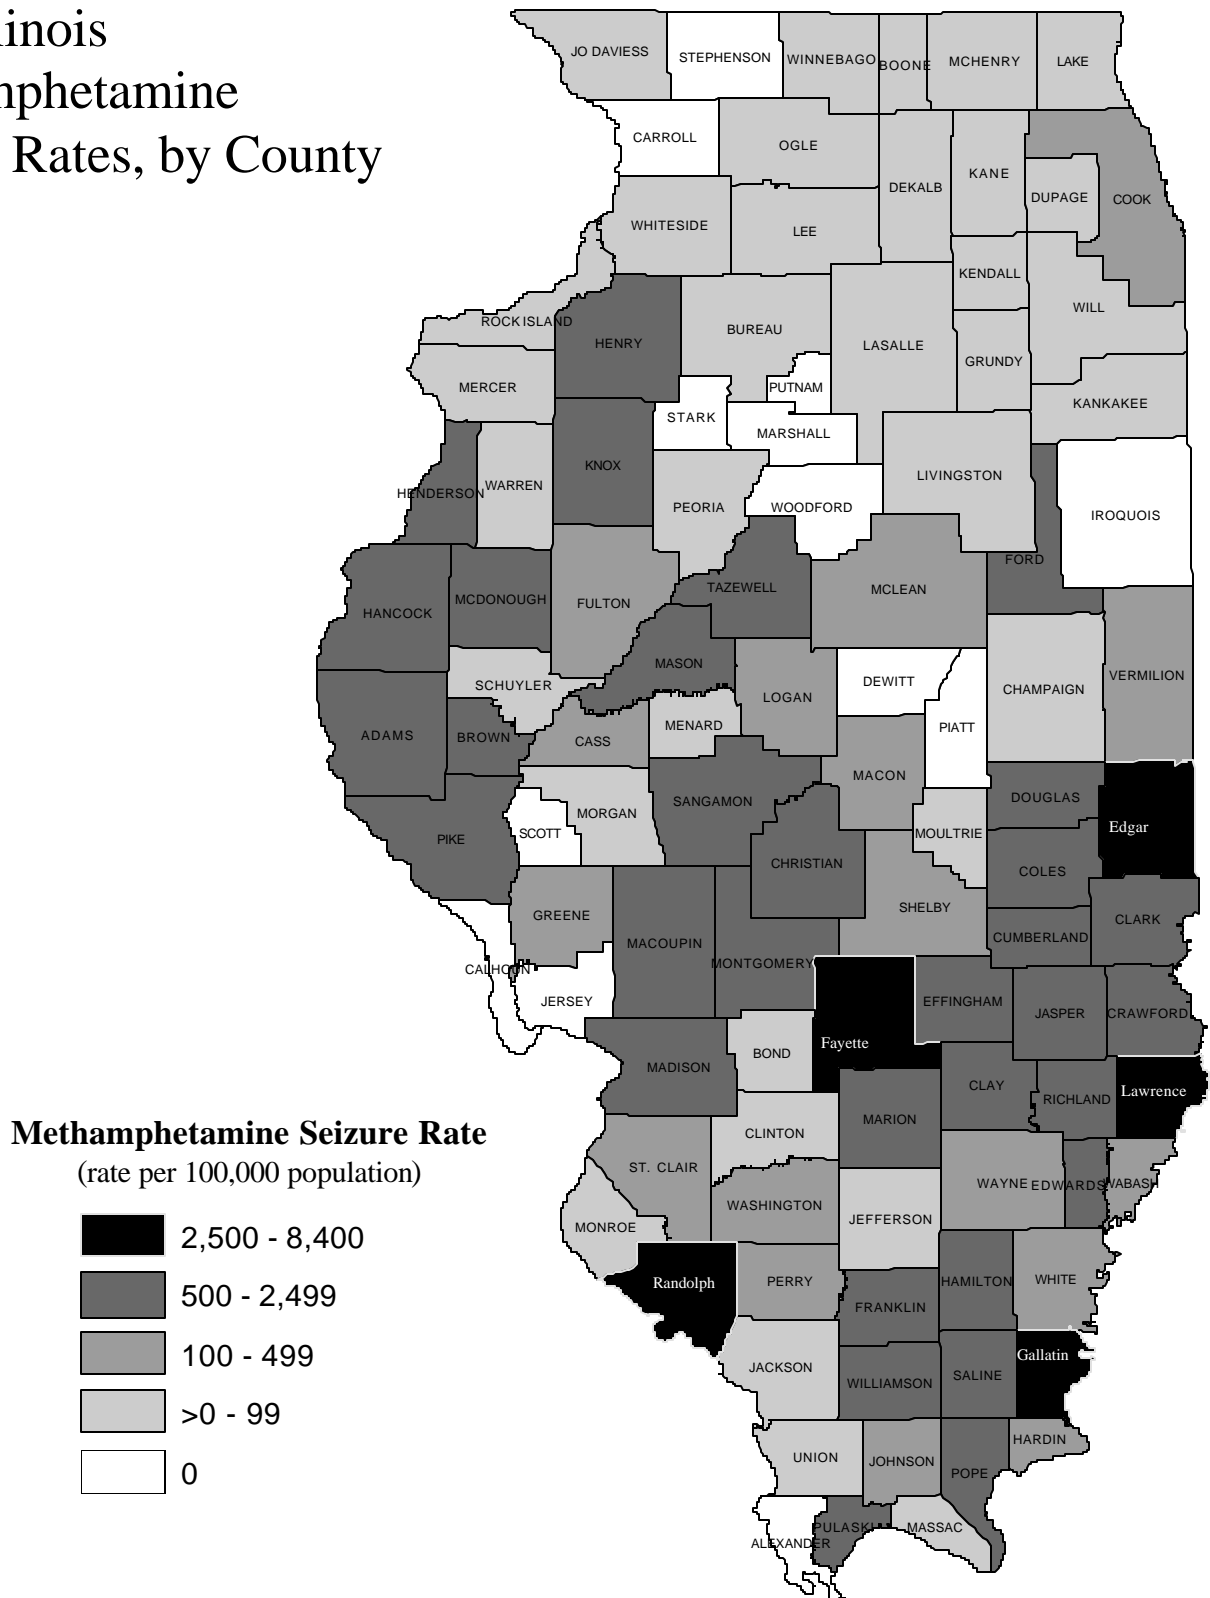 linois
nphetamine
Rates, by County
JO DAVIESS
STEPHENSON
WINNEBAGO
BOONE
MCHENRY
LAKE
CARROLL
OGLE
DEKALB
KANE
DUPAGE
COOK
WHITESIDE
LEE
KENDALL
WILL
ROCK ISLAND
HENRY
BUREAU
LASALLE
GRUNDY
MERCER
PUTNAM
KANKAKEE
STARK
MARSHALL
HENDERSON
WARREN
KNOX
PEORIA
WOODFORD
LIVINGSTON
IROQUOIS
FORD
HANCOCK
MCDONOUGH
FULTON
TAZEWELL
MCLEAN
MASON
SCHUYLER
LOGAN
DEWITT
CHAMPAIGN
VERMILION
ADAMS
BROWN
CASS
MENARD
PIATT
MACON
DOUGLAS
PIKE
SCOTT
MORGAN
SANGAMON
MOULTRIE
Edgar
CHRISTIAN
COLES
GREENE
SHELBY
CLARK
MACOUPIN
CUMBERLAND
CALHOUN
MONTGOMERY
JERSEY
EFFINGHAM
JASPER
CRAWFORD
MADISON
BOND
Fayette
CLAY
RICHLAND
Lawrence
MARION
CLINTON
ST. CLAIR
WAYNE
EDWARDS
WABASH
WASHINGTON
MONROE
JEFFERSON
Randolph
PERRY
HAMILTON
WHITE
FRANKLIN
Gallatin
JACKSON
WILLIAMSON
SALINE
HARDIN
UNION
JOHNSON
POPE
PULASKI
MASSAC
ALEXANDER
Methamphetamine Seizure Rate
(rate per 100,000 population)
2,500 - 8,400
500 - 2,499
100 - 499
>0 - 99
0